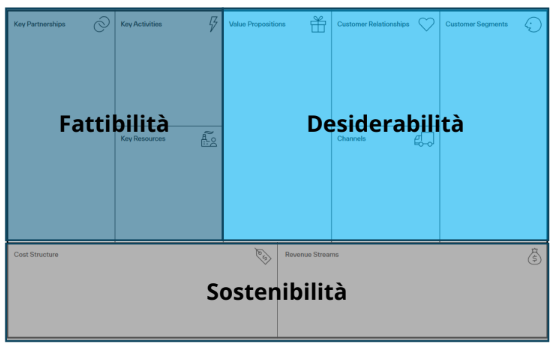 Key Partnerships
Key Activities
Value Propositions
Customer Relationships
Customer Segments
Fattibilità
Desiderabilità
Key Resources
Channels
Cost Structure
Revenue Streams
Sostenibilità